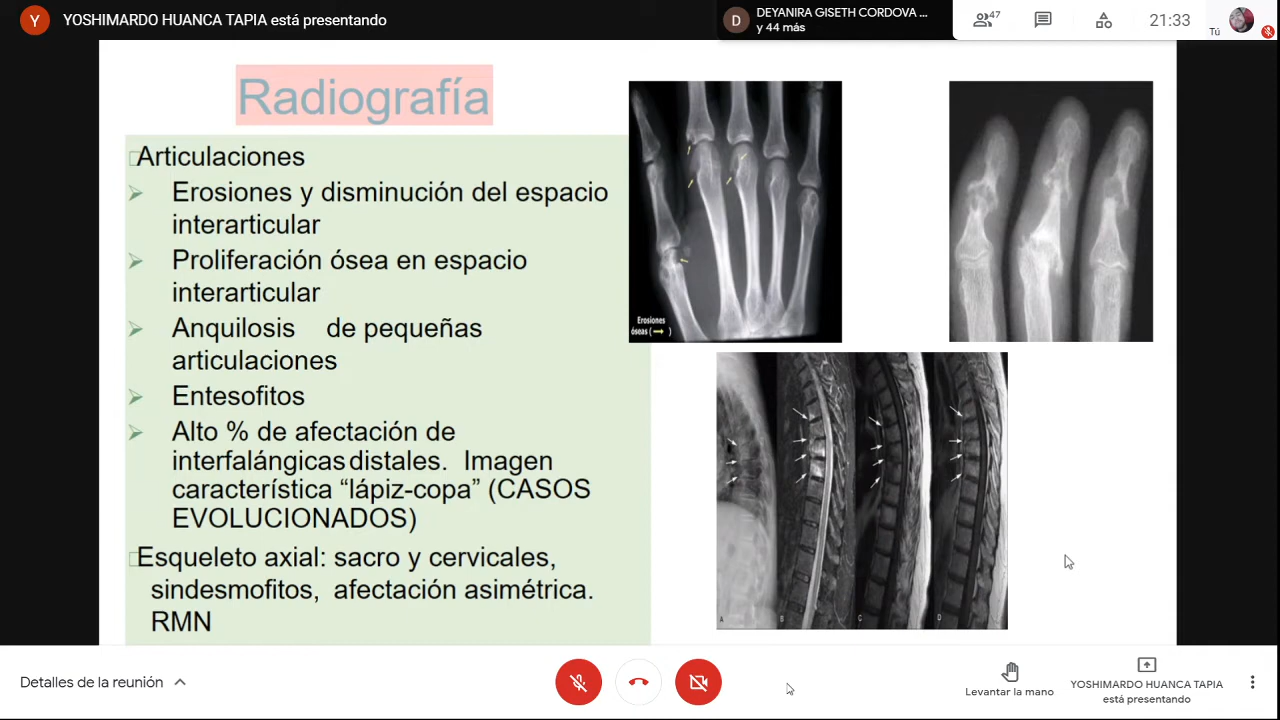 Y YOSHIMARDO HUANCA TAPIA está presentando
D DEYANIRA GISETH CORDOVA ...
y 44 más
47
21:33
Tú
Radiografía
Articulaciones
Erosiones y disminución del espacio
interarticular
Proliferación ósea en espacio
interarticular
Anquilosis de pequeñas
articulaciones
Entesofitos
Alto % de afectación de
interfalángicas distales. Imagen
característica “lápiz-copa” (CASOS
EVOLUCIONADOS)
Esqueleto axial: sacro y cervicales,
sindesmofitos, afectación asimétrica.
RMN
Erosiones
óseas (→ )
A B C D
Detalles de la reunión
Levantar la mano
YOSHIMARDO HUANCA TAPIA
está presentando